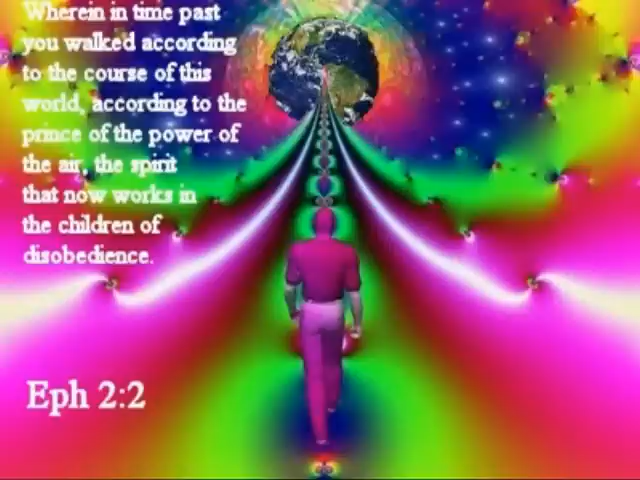 Wherein in time past
you walked according
to the course of this
world, according to the
prince of the power of
the air, the spirit
that now works in
the children of
disobedience.
Eph 2:2